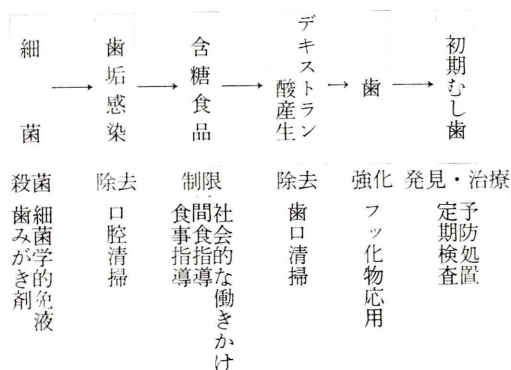 細菌
歯垢感染
含糖食品
デキストラン
酸産生
歯
初期むし歯
殺菌
細菌学的免液
歯みがき剤
除去
口腔清掃
制限
社会的な働きかけ
間食指導
食事指導
除去
歯口清掃
強化
フッ化物応用
発見・治療
予防処置
定期検査